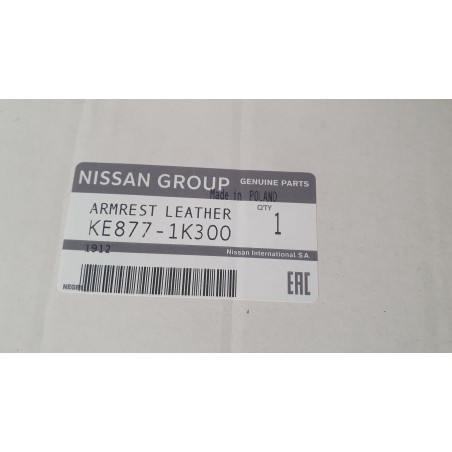 NISSAN GROUP GENUINE PARTS
Made in POLAND
ARMREST LEATHER QTY
KE877-1K300 1
1912
Nissan International S.A.
EAC